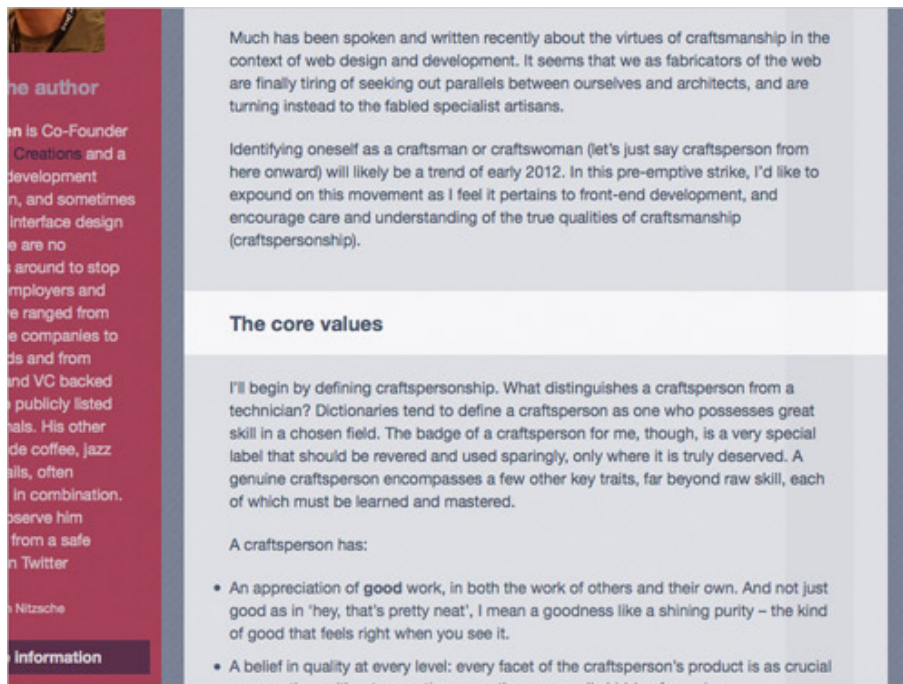 he author
en is Co-Founder
Creations and a
development
n, and sometimes
interface design
e are no
s around to stop
mployers and
e ranged from
e companies to
ds and from
and VC backed
publicly listed
nals. His other
de coffee, jazz
ails, often
in combination.
bserve him
from a safe
n Twitter
n Nitzsche
information
Much has been spoken and written recently about the virtues of craftsmanship in the
context of web design and development. It seems that we as fabricators of the web
are finally tiring of seeking out parallels between ourselves and architects, and are
turning instead to the fabled specialist artisans.
Identifying oneself as a craftsman or craftswoman (let's just say craftsperson from
here onward) will likely be a trend of early 2012. In this pre-emptive strike, I'd like to
expound on this movement as I feel it pertains to front-end development, and
encourage care and understanding of the true qualities of craftsmanship
(craftspersonship).
The core values
I'll begin by defining craftspersonship. What distinguishes a craftsperson from a
technician? Dictionaries tend to define a craftsperson as one who possesses great
skill in a chosen field. The badge of a craftsperson for me, though, is a very special
label that should be revered and used sparingly, only where it is truly deserved. A
genuine craftsperson encompasses a few other key traits, far beyond raw skill, each
of which must be learned and mastered.
A craftsperson has:
• An appreciation of good work, in both the work of others and their own. And not just
good as in ‘hey, that's pretty neat’, I mean a goodness like a shining purity – the kind
of good that feels right when you see it.
• A belief in quality at every level: every facet of the craftsperson's product is as crucial